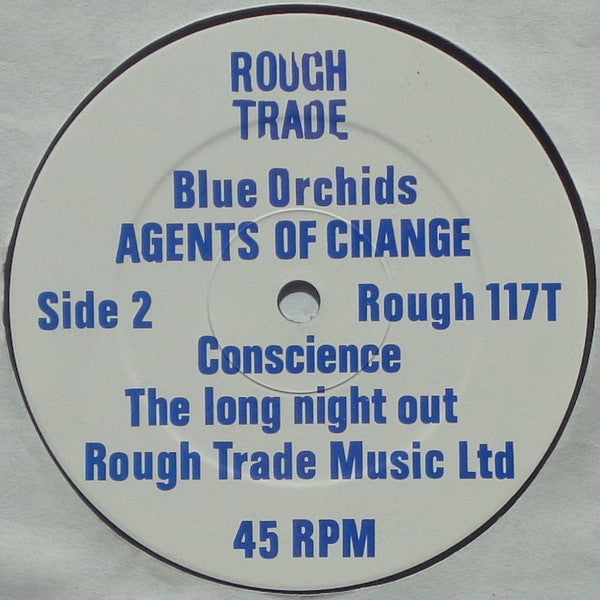 ROUGH
TRADE
Blue Orchids
AGENTS OF CHANGE
Side 2
Rough 117T
Conscience
The long night out
Rough Trade Music Ltd
45 RPM